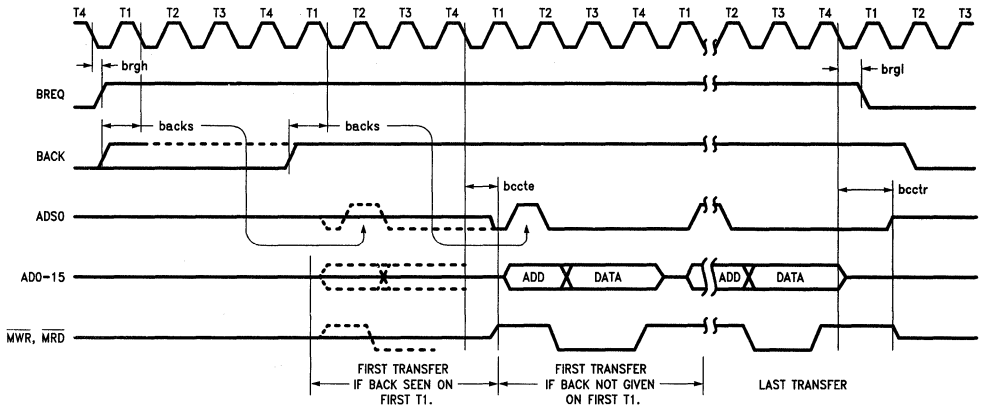 T4 T1 T2 T3 T4 T1 T2 T3 T4 T1 T2 T3 T4 T1 T2 T3 T4 T1 T2 T3
brgh
brgl
BREQ
backs
backs
BACK
bccte
bcctr
ADS0
AD0-15
ADD
DATA
ADD
DATA
MWR, MRD
FIRST TRANSFER
IF BACK SEEN ON
FIRST T1.
FIRST TRANSFER
IF BACK NOT GIVEN
ON FIRST T1.
LAST TRANSFER